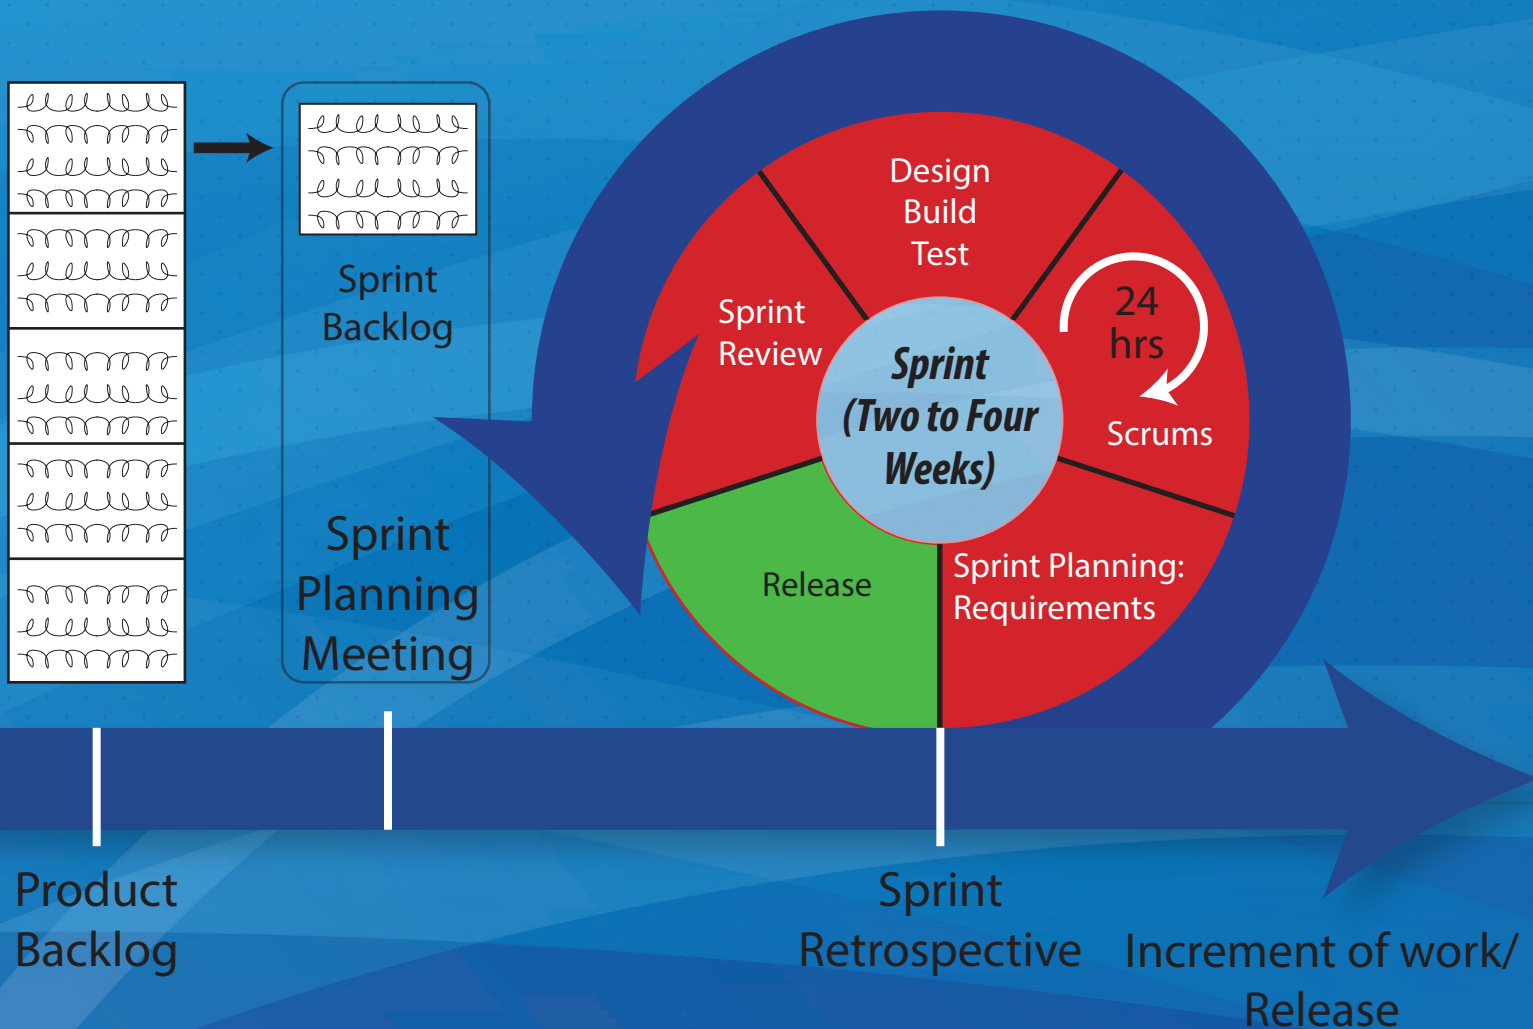 Sprint
Backlog
Sprint
Planning
Meeting
Design
Build
Test
24
hrs
Scrums
Sprint Planning:
Requirements
Release
Sprint
Review
Sprint
(Two to Four
Weeks)
Product
Backlog
Sprint
Retrospective
Increment of work/
Release